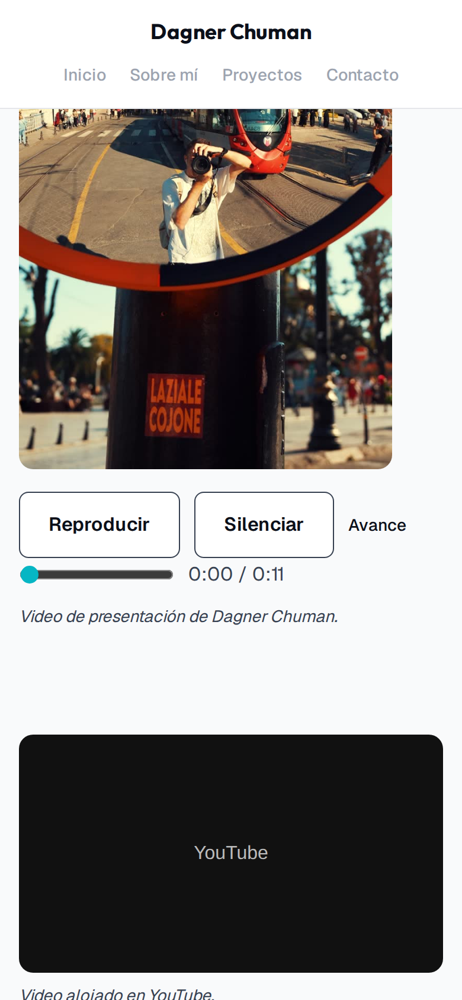 Dagner Chuman
Inicio Sobre mí Proyectos Contacto
LAZIALE
COJONE
Reproducir Silenciar Avance
0:00 / 0:11
Video de presentación de Dagner Chuman.
YouTube
Video alojado en YouTube.